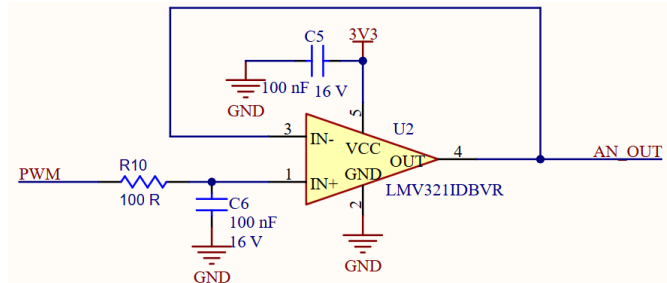 C5
3V3
100 nF 16 V
GND
5
U2
3
IN-
VCC
OUT
4
AN_OUT
PWM
R10
100 R
1
IN+
GND
LMV321IDBVR
2
C6
100 nF
16 V
GND
GND